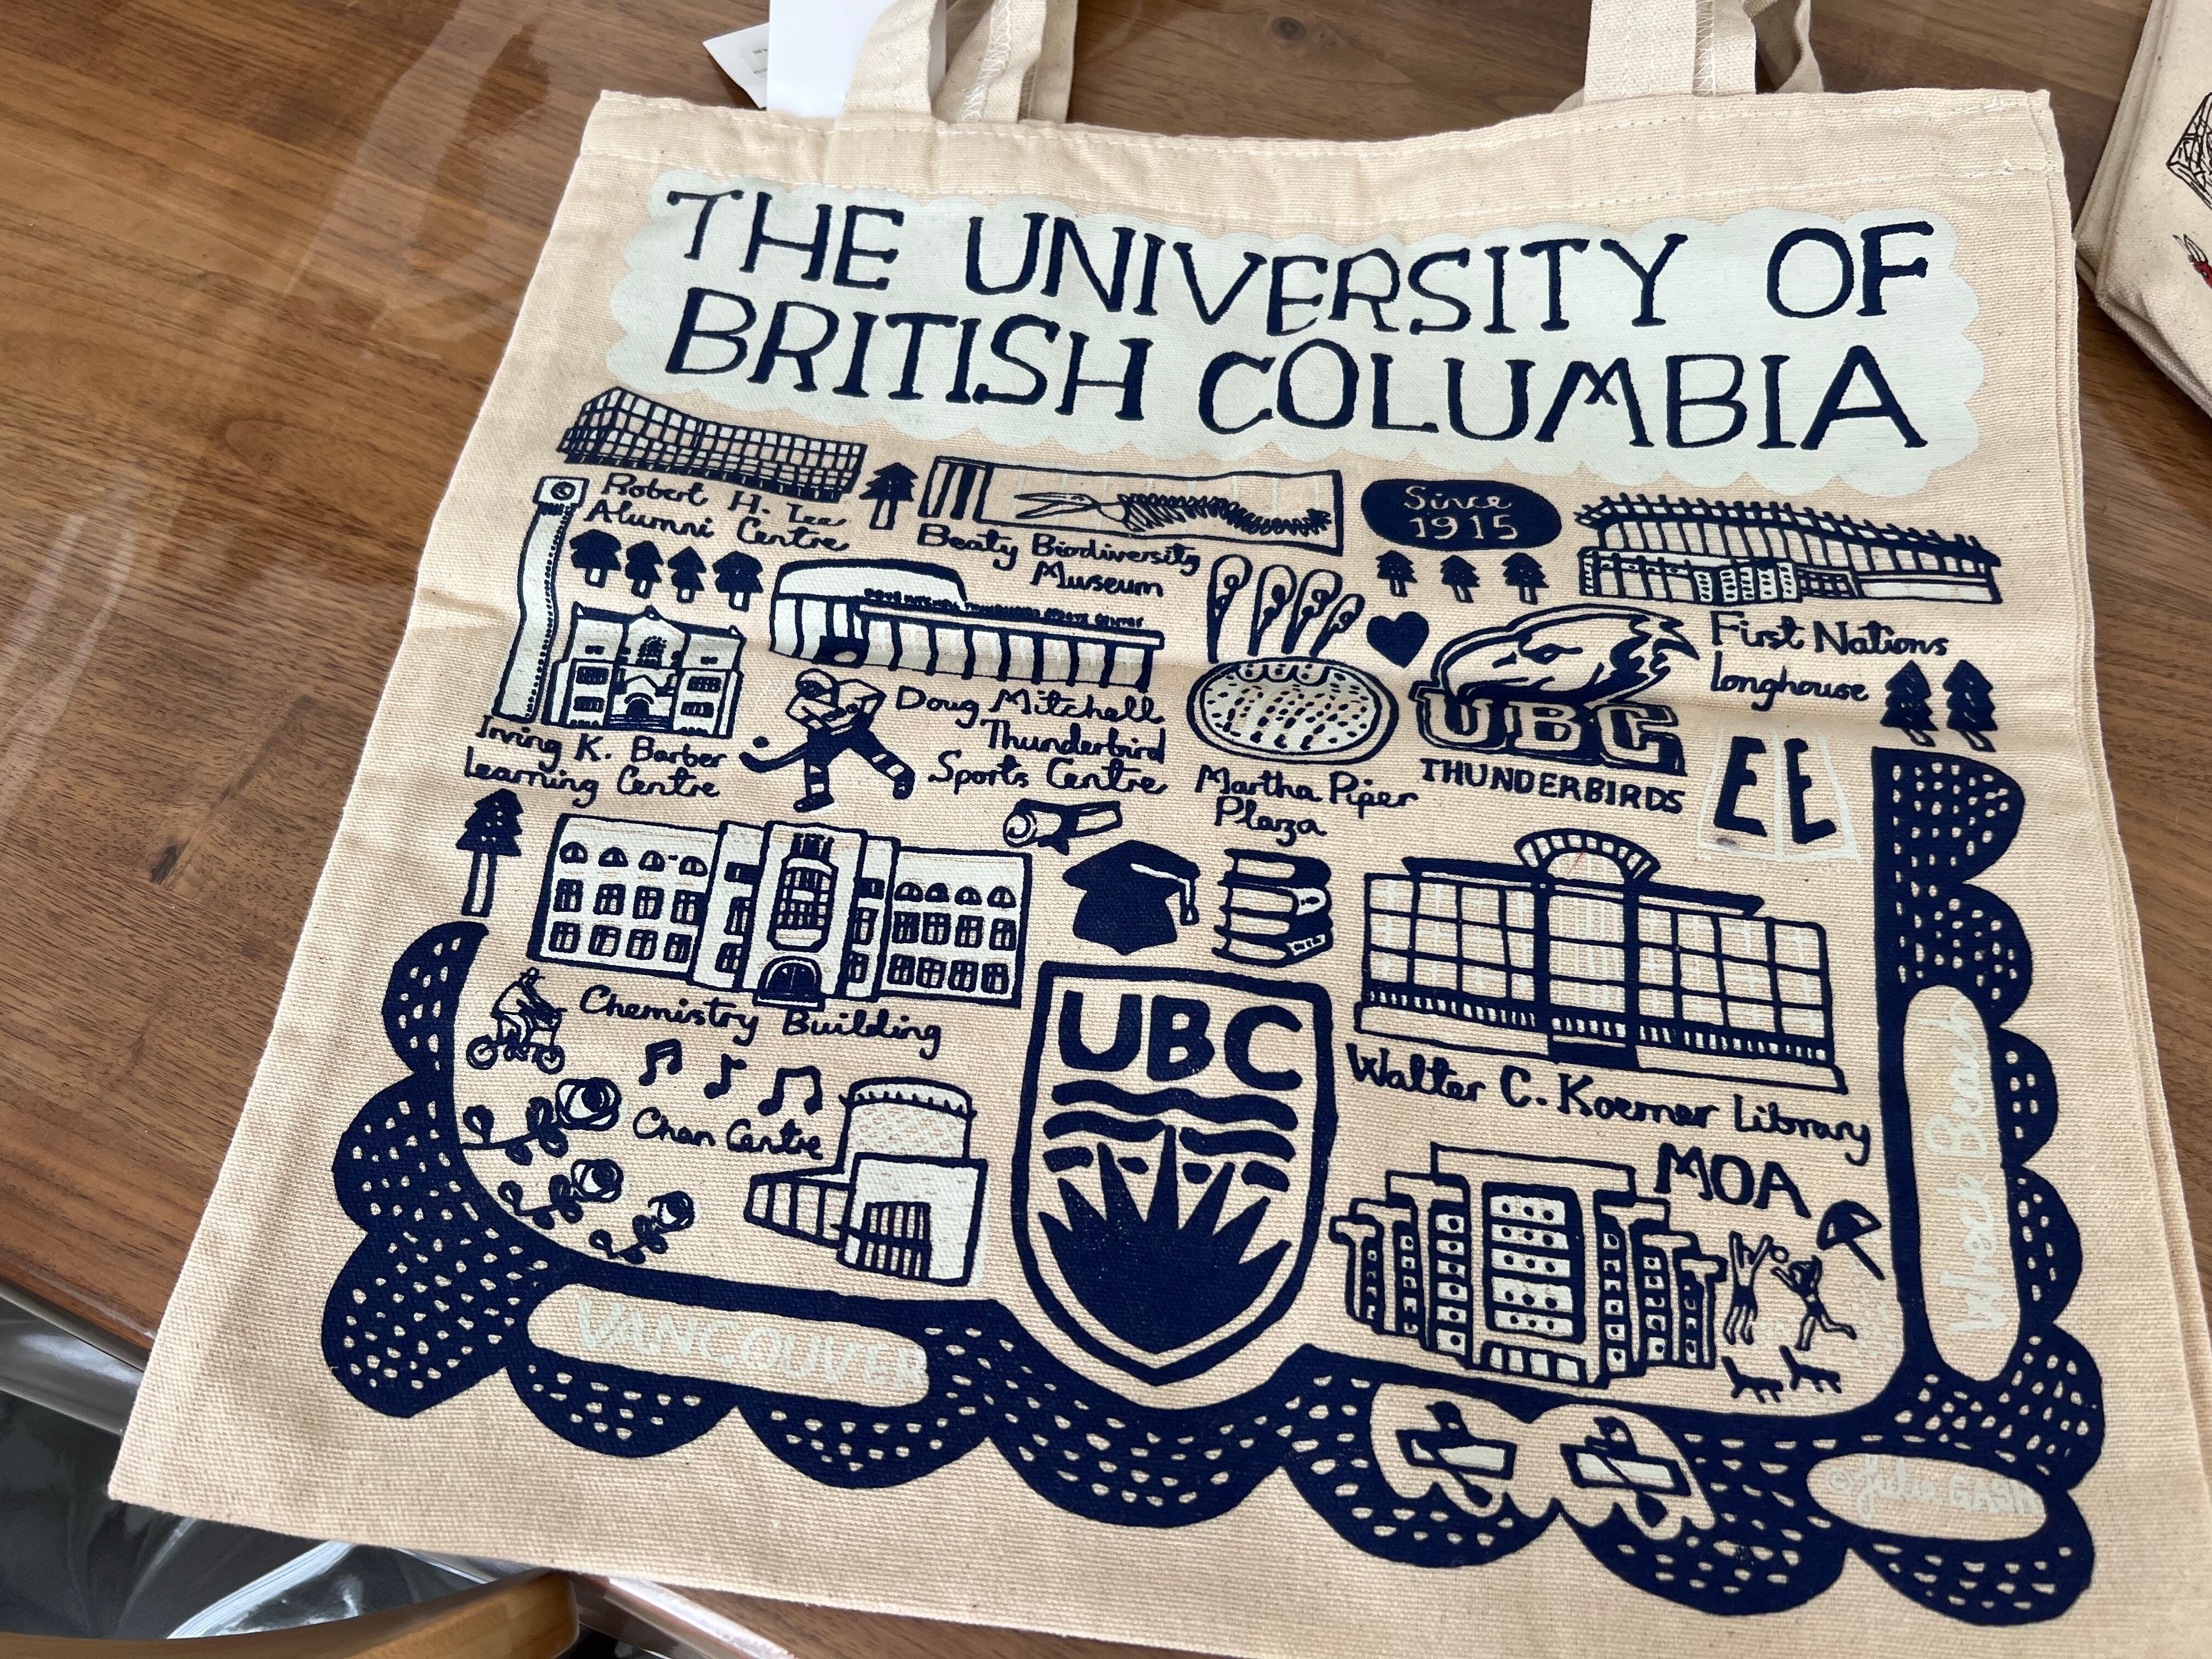 THE UNIVERSITY OF
BRITISH COLUMBIA
Robert H. Lee
Alumni Centre
Beaty Biodiversity
Museum
Since
1915
First Nations
Longhouse
Irving K. Barber
Learning Centre
Doug Mitchell
Thunderbird
Sports Centre
Martha Piper
Plaza
UBC
THUNDERBIRDS
E E
Chemistry Building
UBC
Walter C. Koerner Library
Chan Centre
MOA
Wreck Beach
VANCOUVER
© Julia GASH